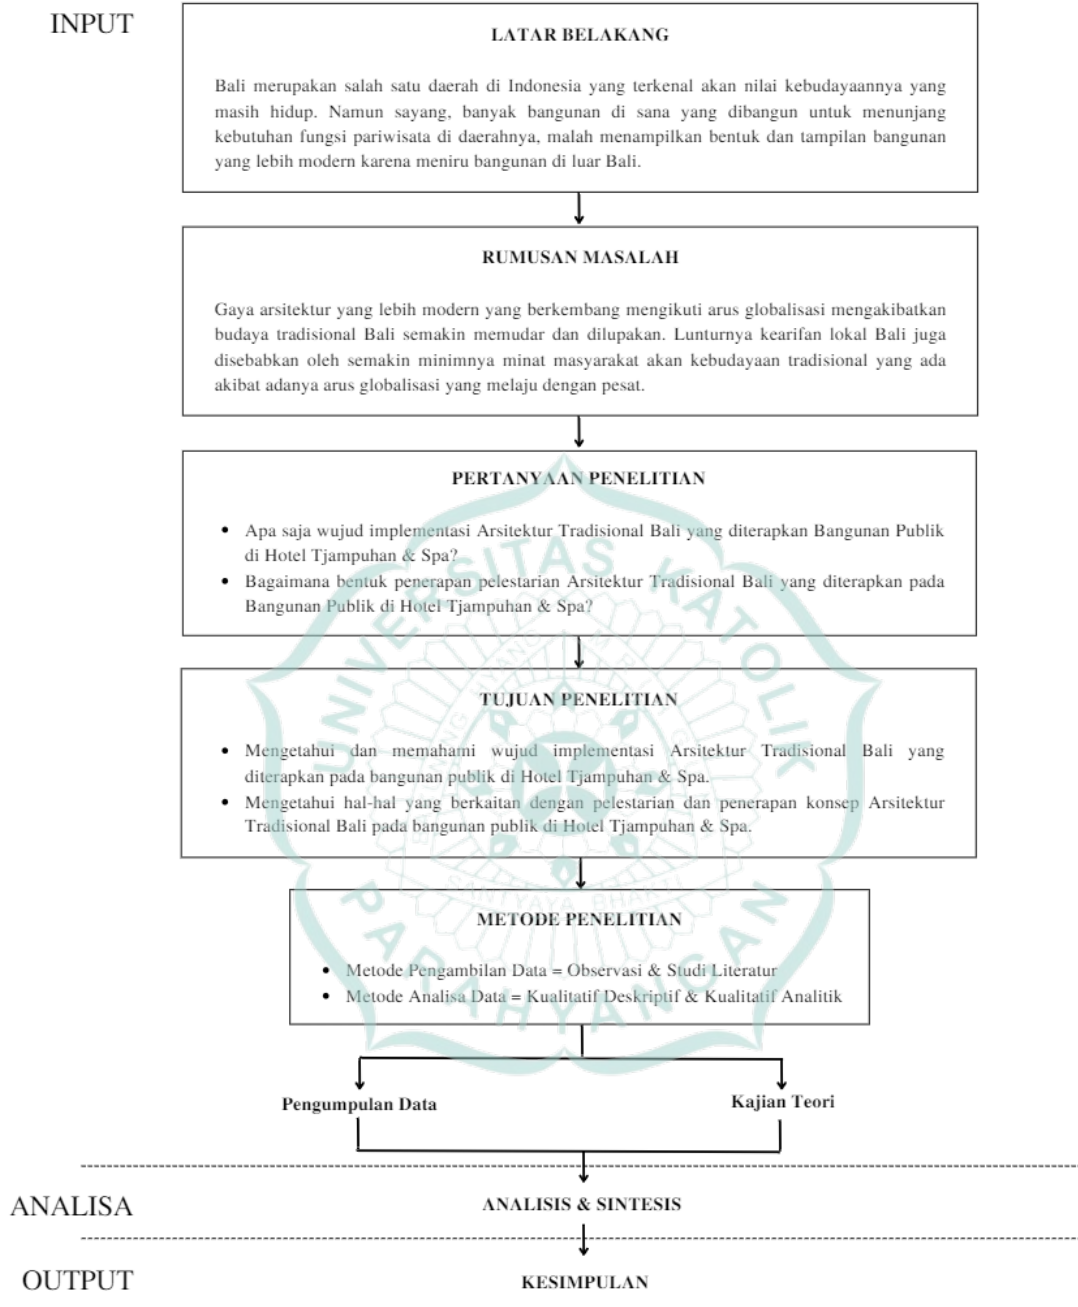 INPUT
LATAR BELAKANG
Bali merupakan salah satu daerah di Indonesia yang terkenal akan nilai kebudayaannya yang
masih hidup. Namun sayang, banyak bangunan di sana yang dibangun untuk menunjang
kebutuhan fungsi pariwisata di daerahnya, malah menampilkan bentuk dan tampilan bangunan
yang lebih modern karena meniru bangunan di luar Bali.
RUMUSAN MASALAH
Gaya arsitektur yang lebih modern yang berkembang mengikuti arus globalisasi mengakibatkan
budaya tradisional Bali semakin memudar dan dilupakan. Lunturnya kearifan lokal Bali juga
disebabkan oleh semakin minimnya minat masyarakat akan kebudayaan tradisional yang ada
akibat adanya arus globalisasi yang melaju dengan pesat.
PERTANYAAN PENELITIAN
• Apa saja wujud implementasi Arsitektur Tradisional Bali yang diterapkan Bangunan Publik
di Hotel Tjampuhan & Spa?
• Bagaimana bentuk penerapan pelestarian Arsitektur Tradisional Bali yang diterapkan pada
Bangunan Publik di Hotel Tjampuhan & Spa?
TUJUAN PENELITIAN
• Mengetahui dan memahami wujud implementasi Arsitektur Tradisional Bali yang
diterapkan pada bangunan publik di Hotel Tjampuhan & Spa.
• Mengetahui hal-hal yang berkaitan dengan pelestarian dan penerapan konsep Arsitektur
Tradisional Bali pada bangunan publik di Hotel Tjampuhan & Spa.
METODE PENELITIAN
• Metode Pengambilan Data = Observasi & Studi Literatur
• Metode Analisa Data = Kualitatif Deskriptif & Kualitatif Analitik
Pengumpulan Data
Kajian Teori
ANALISA
ANALISIS & SINTESIS
OUTPUT
KESIMPULAN
UNIVERSITAS KATOLIK
PARAHYANGAN
SANTYAYA BHAKTI